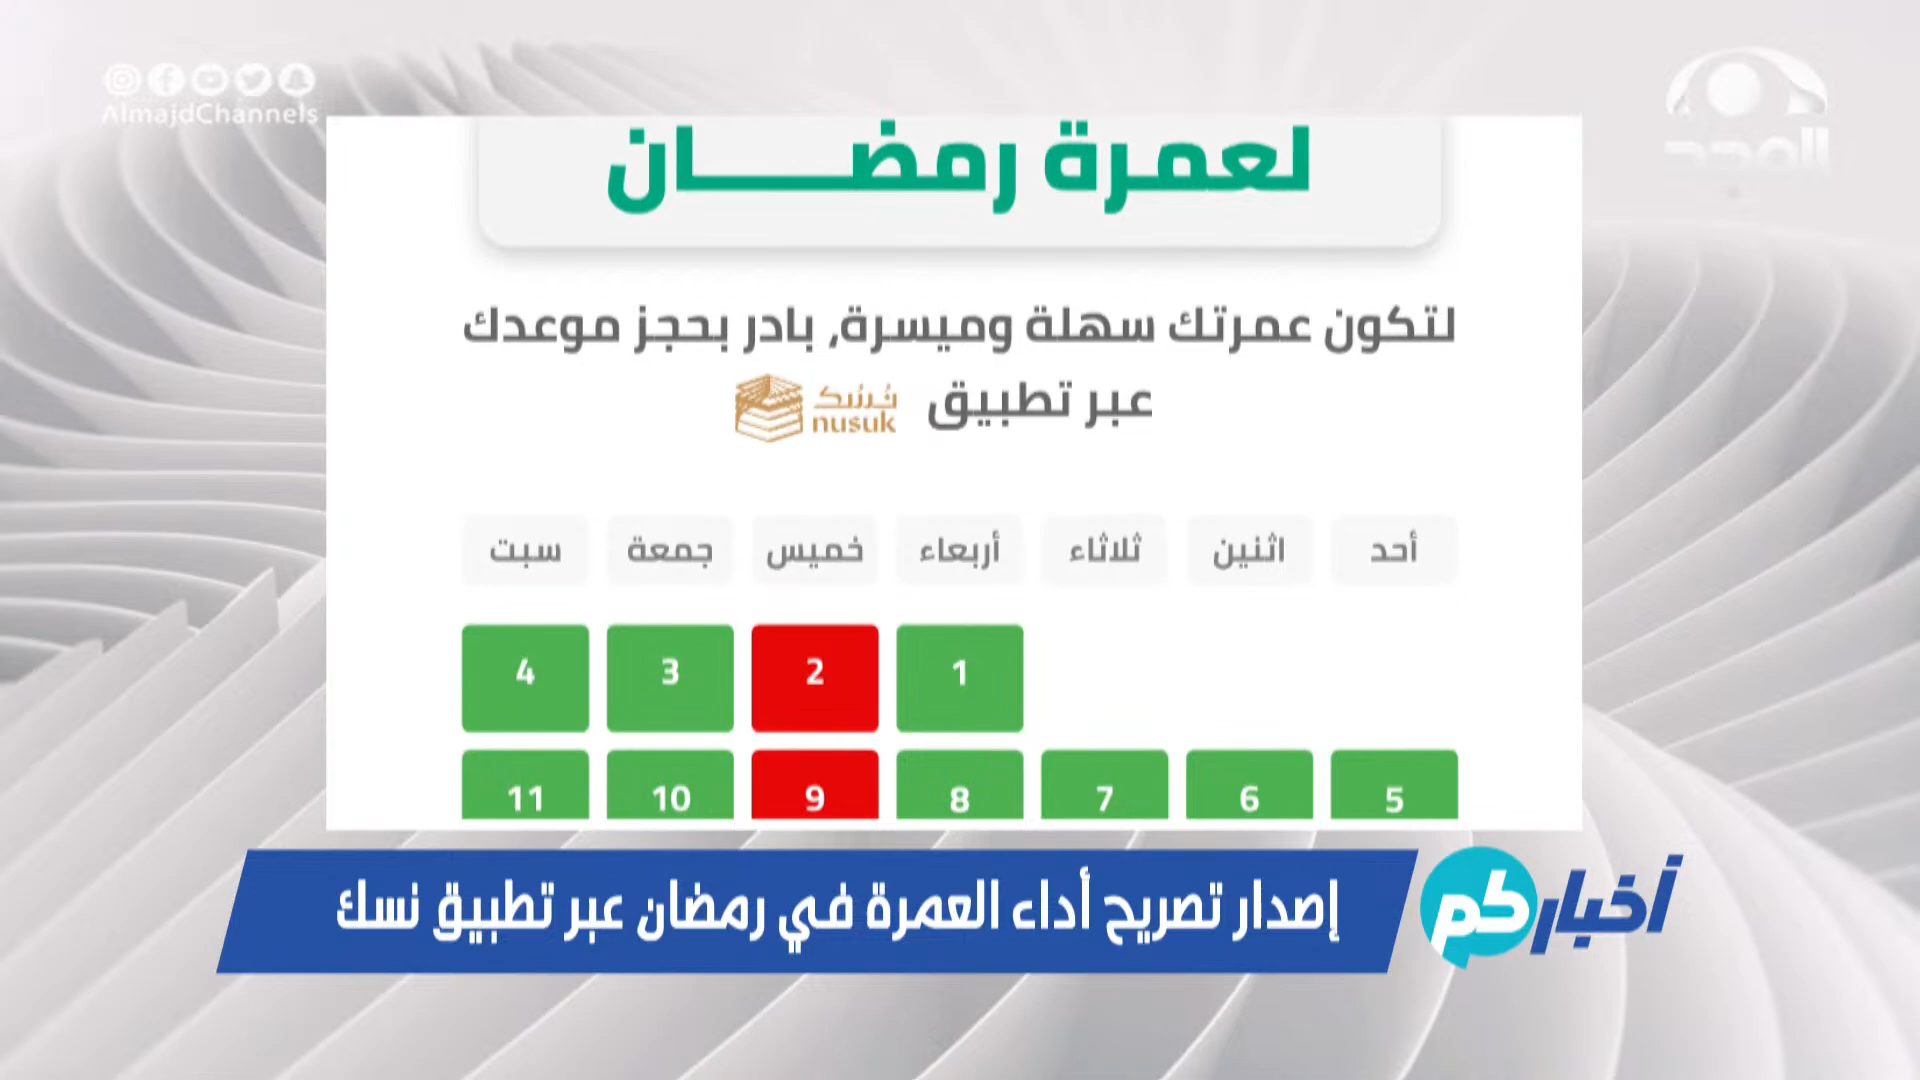 AlmajdChannels
المجد
لعمرة رمضـــــان
لتكون عمرتك سهلة وميسرة، بادر بحجز موعدك
عبر تطبيق نسك nusuk
أحد اثنين ثلاثاء أربعاء خميس جمعة سبت
1 2 3 4
5 6 7 8 9 10 11
أخباركم
إصدار تصريح أداء العمرة في رمضان عبر تطبيق نسك